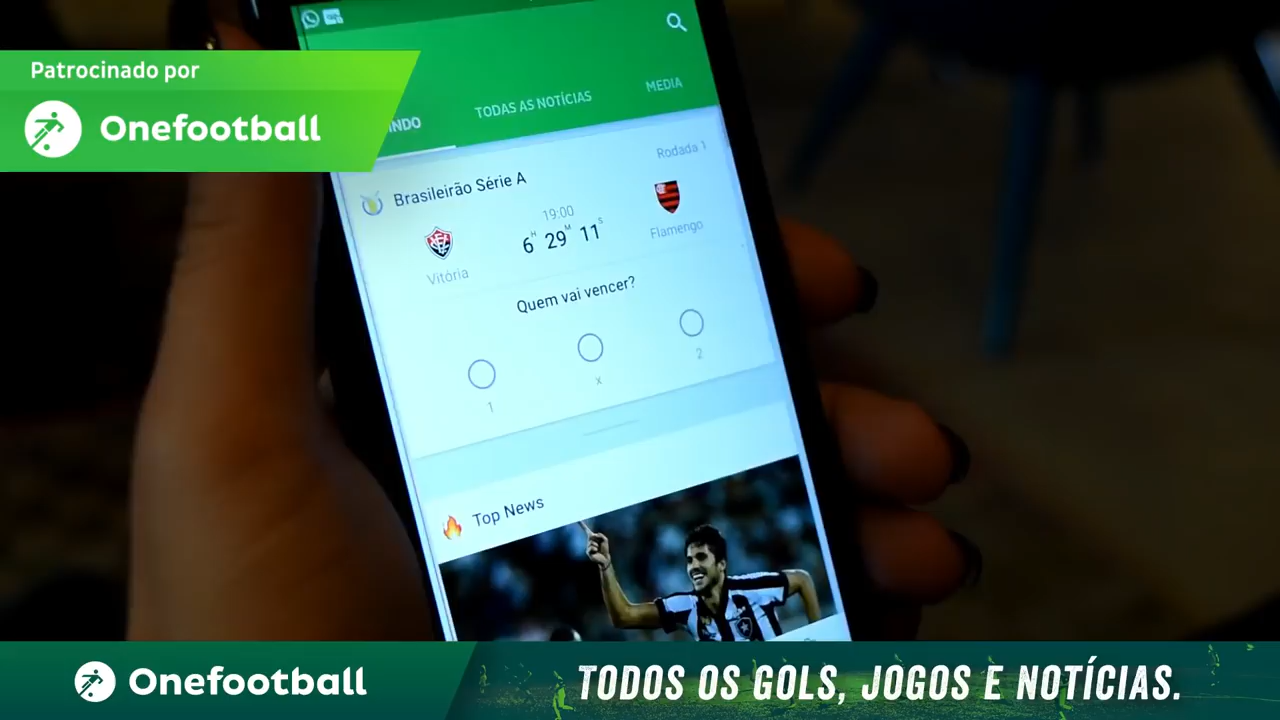 Patrocinado por
Onefootball
INDO
TODAS AS NOTÍCIAS
MEDIA
Brasileirão Série A
Rodada 1
19:00
6H 29M 11S
Vitória
Flamengo
Quem vai vencer?
1
x
2
Top News
Onefootball
TODOS OS GOLS, JOGOS E NOTÍCIAS.